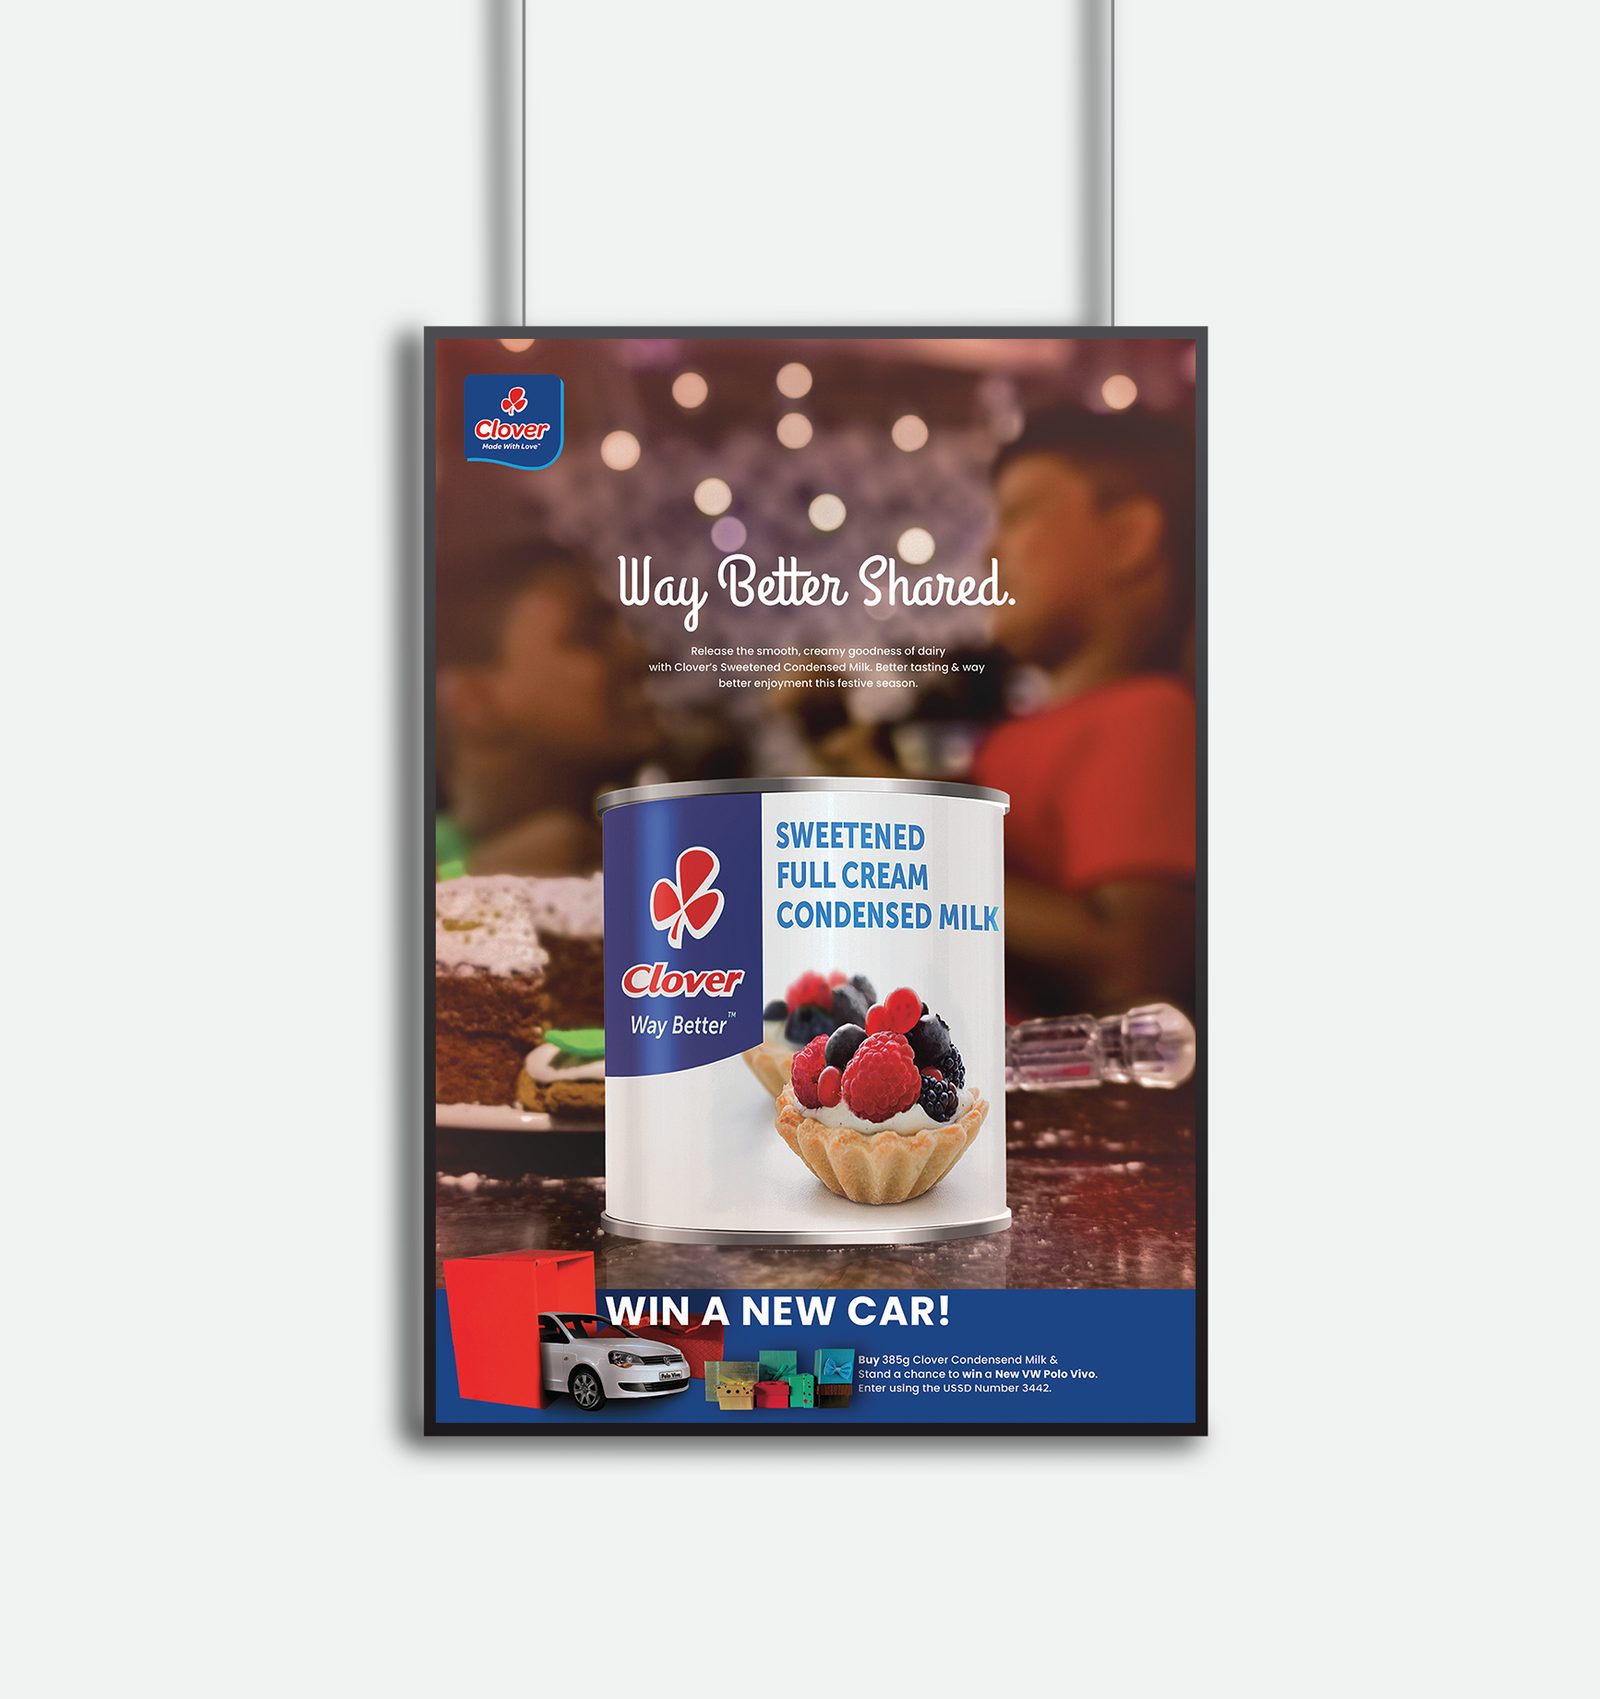 Clover
Made With Love™
Way Better Shared.
Release the smooth, creamy goodness of dairy
with Clover's Sweetened Condensed Milk. Better tasting & way
better enjoyment this festive season.
SWEETENED
FULL CREAM
CONDENSED MILK
Clover
Way Better™
WIN A NEW CAR!
Polo Vivo
Buy 385g Clover Condensend Milk &
Stand a chance to win a New VW Polo Vivo.
Enter using the USSD Number 3442.